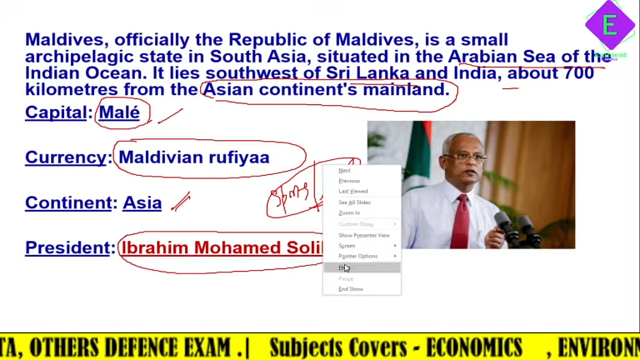 Maldives, officially the Republic of Maldives, is a small
archipelagic state in South Asia, situated in the Arabian Sea of the
Indian Ocean. It lies southwest of Sri Lanka and India, about 700
kilometres from the Asian continent's mainland.
Capital: Malé
Currency: Maldivian rufiyaa
Continent: Asia
President: Ibrahim Mohamed Solih
E
Next
Previous
Last Viewed
See All Slides
Zoom In
Custom Show
Show Presenter View
Screen
Pointer Options
Help
Pause
End Show
TA, OTHERS DEFENCE EXAM .| Subjects Covers - ECONOMICS ENVIRON